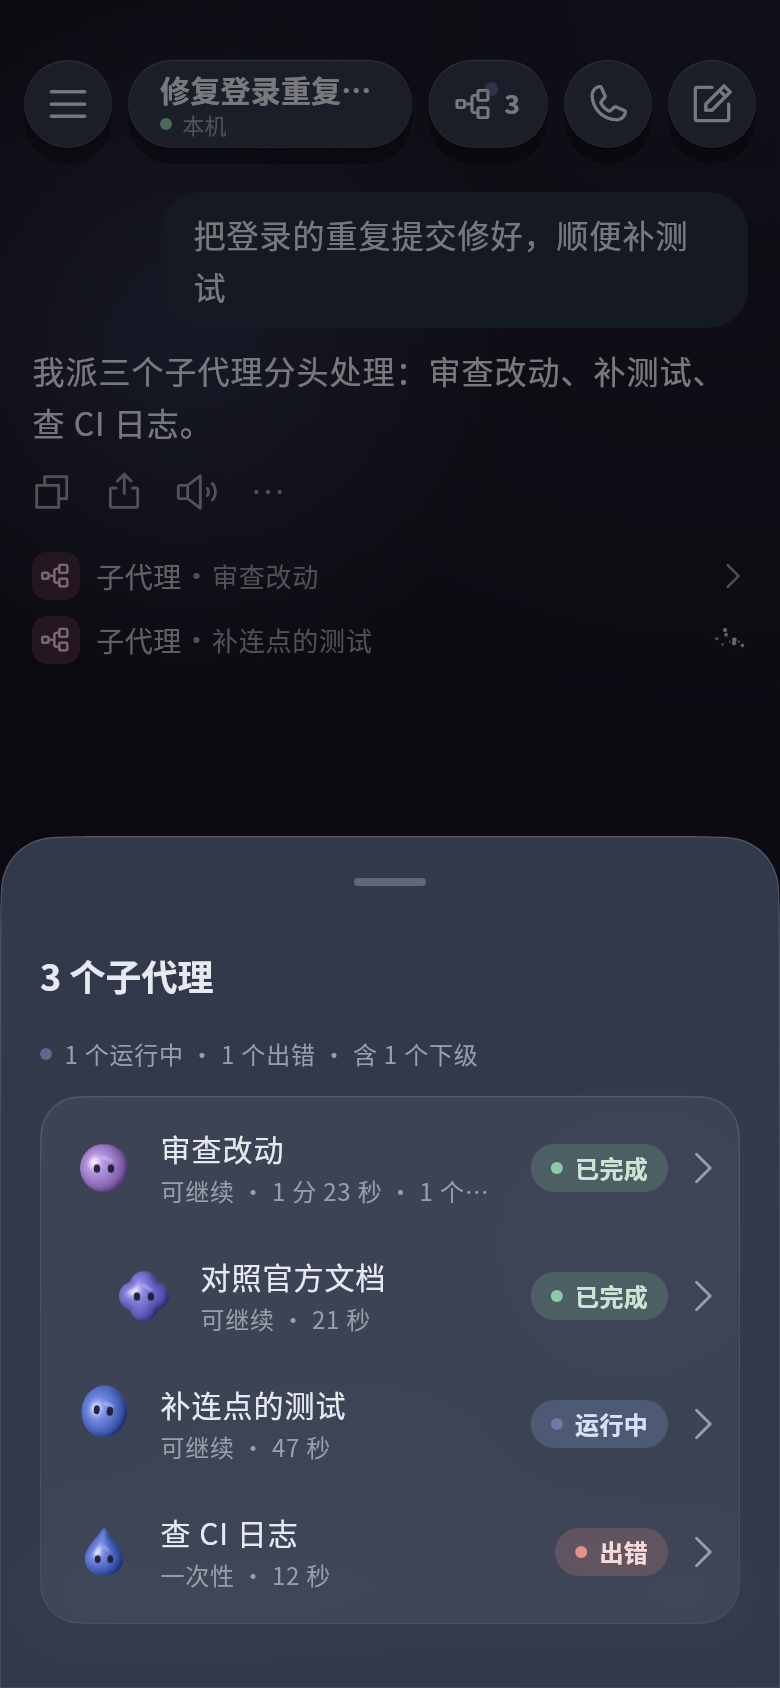 修复登录重复…
本机
3
把登录的重复提交修好，顺便补测
试
我派三个子代理分头处理：审查改动、补测试、
查 CI 日志。
子代理・审查改动
子代理・补连点的测试
3 个子代理
1 个运行中 · 1 个出错 · 含 1 个下级
审查改动
可继续 · 1 分 23 秒 · 1 个…
已完成
对照官方文档
可继续 · 21 秒
已完成
补连点的测试
可继续 · 47 秒
运行中
查 CI 日志
一次性 · 12 秒
出错